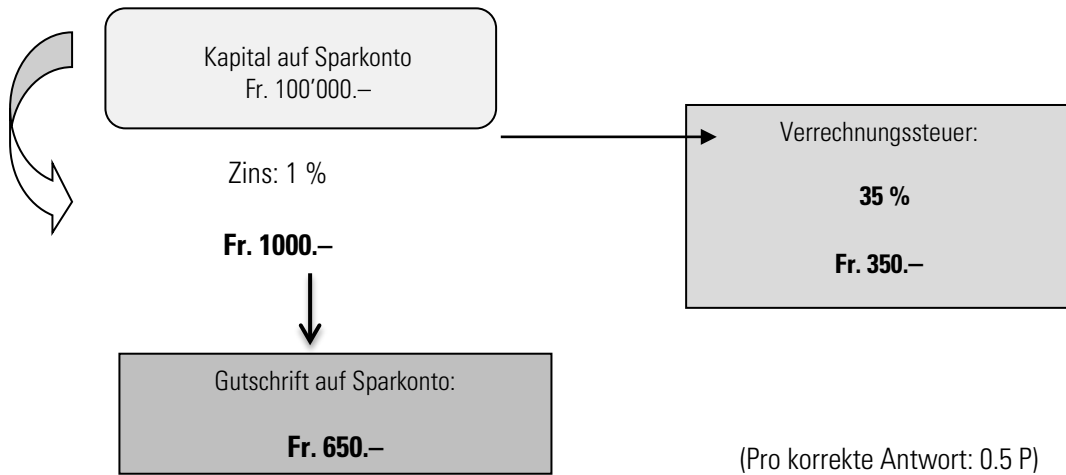 Kapital auf Sparkonto
Fr. 100’000.–
Zins: 1 %
Fr. 1000.–
Verrechnungssteuer:
35 %
Fr. 350.–
Gutschrift auf Sparkonto:
Fr. 650.–
(Pro korrekte Antwort: 0.5 P)